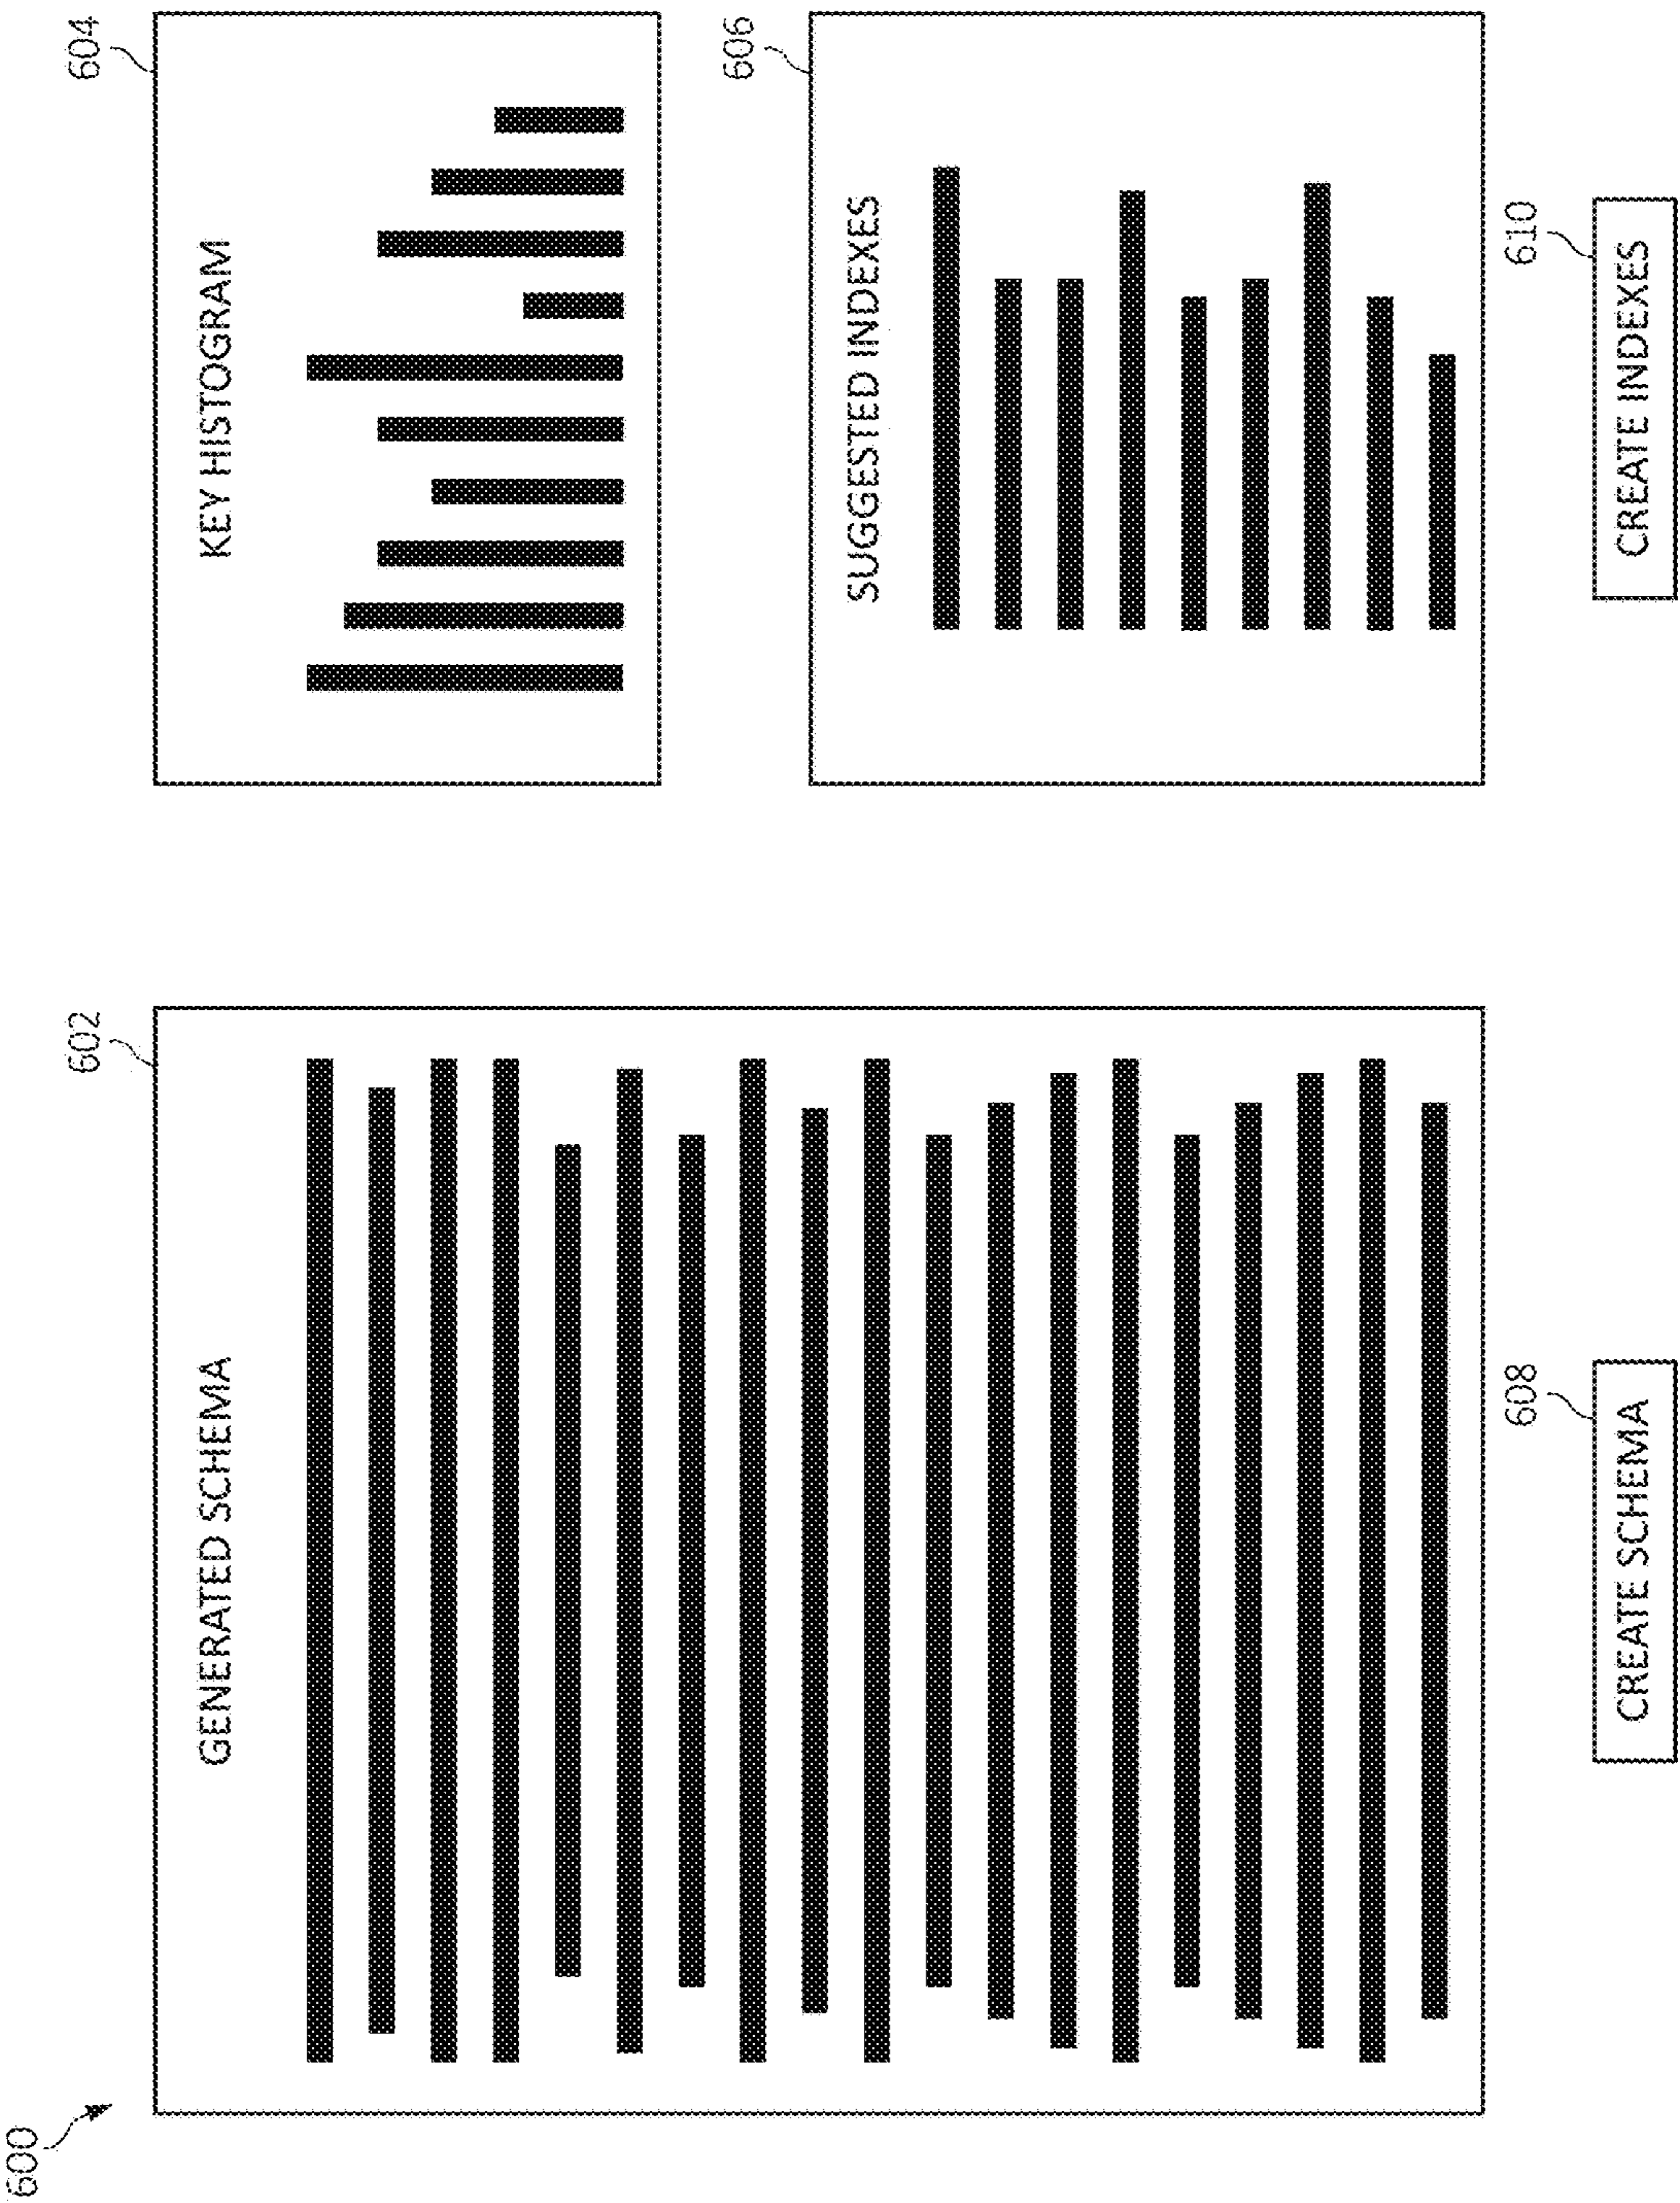 600
602
GENERATED SCHEMA
608
CREATE SCHEMA
604
KEY HISTOGRAM
606
SUGGESTED INDEXES
610
CREATE INDEXES